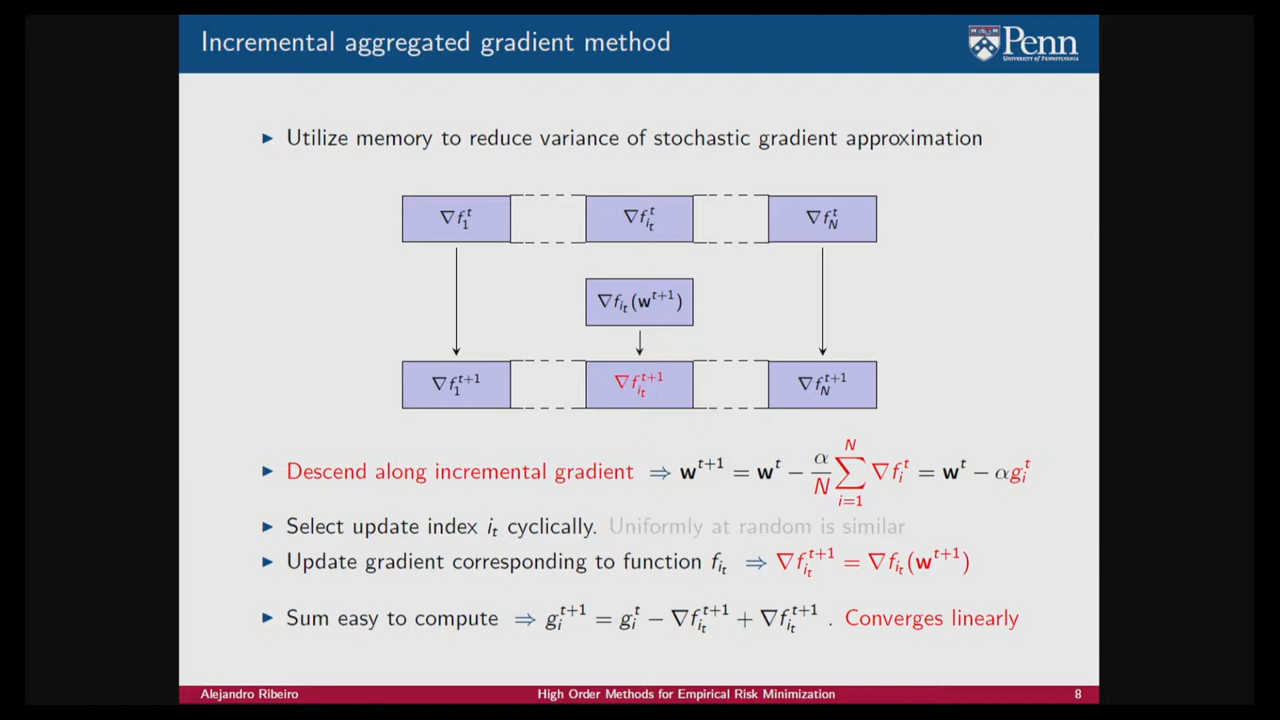 Incremental aggregated gradient method
Penn
UNIVERSITY of PENNSYLVANIA
▶ Utilize memory to reduce variance of stochastic gradient approximation
∇f₁ᵗ ∇f_{i_t}^t ∇f_N^t
∇f_{i_t}(w^{t+1})
∇f_1^{t+1} ∇f_{i_t}^{t+1} ∇f_N^{t+1}
▶ Descend along incremental gradient ⇒ w^{t+1} = w^t − \frac{α}{N} \sum_{i=1}^{N} ∇f_i^t = w^t − αg_i^t
▶ Select update index i_t cyclically. Uniformly at random is similar
▶ Update gradient corresponding to function f_{i_t} ⇒ ∇f_{i_t}^{t+1} = ∇f_{i_t}(w^{t+1})
▶ Sum easy to compute ⇒ g_i^{t+1} = g_i^t − ∇f_{i_t}^{t+1} + ∇f_{i_t}^{t+1} . Converges linearly
Alejandro Ribeiro High Order Methods for Empirical Risk Minimization 8